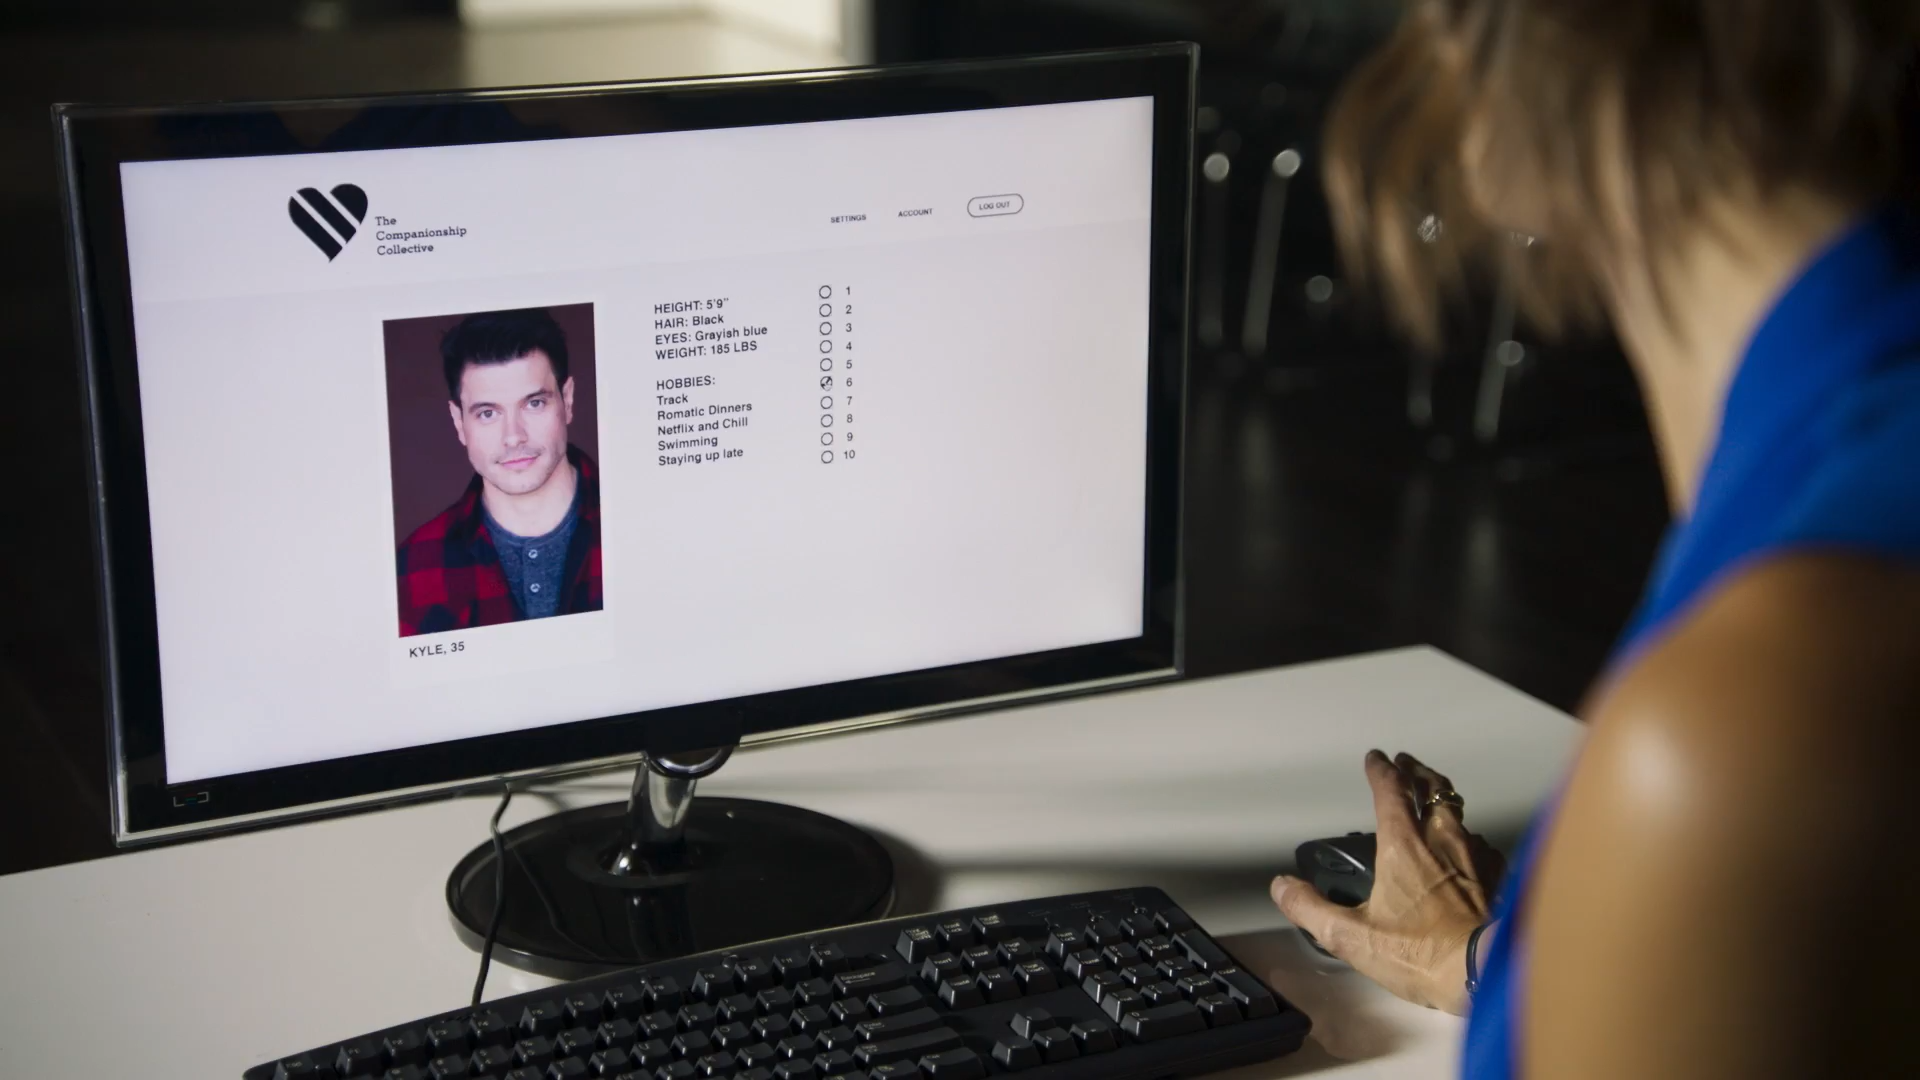 The
Companionship
Collective
SETTINGS
ACCOUNT
LOG OUT
HEIGHT: 5'9"
HAIR: Black
EYES: Grayish blue
WEIGHT: 185 LBS
HOBBIES:
Track
Romatic Dinners
Netflix and Chill
Swimming
Staying up late
1
2
3
4
5
6
7
8
9
10
KYLE, 35